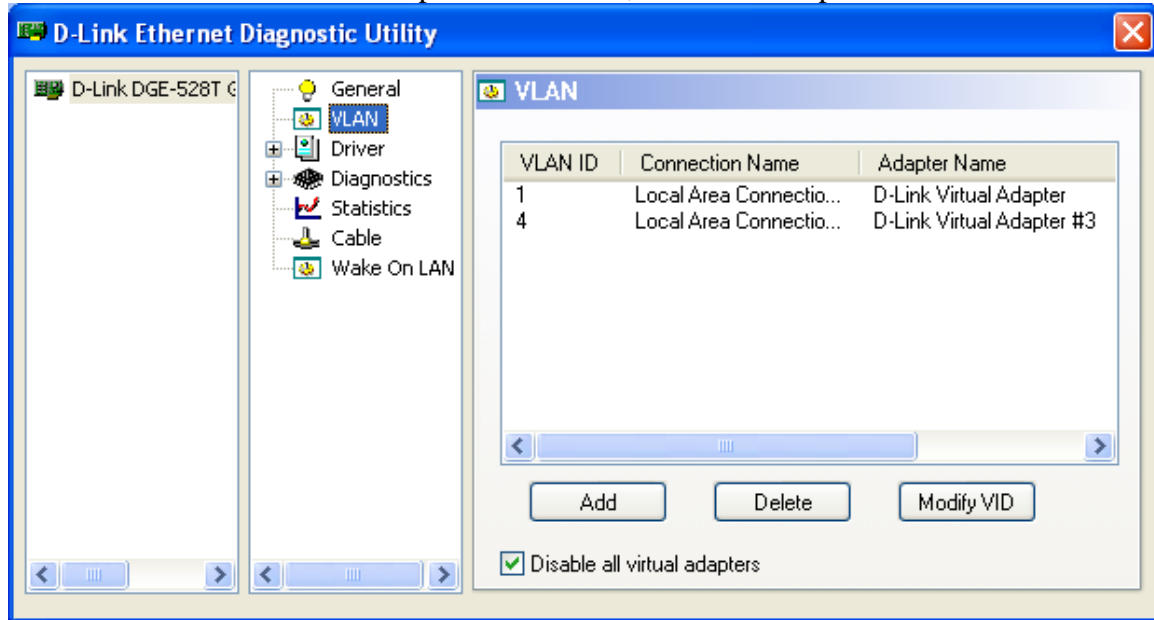 D-Link Ethernet Diagnostic Utility
D-Link DGE-528T
General
VLAN
Driver
Diagnostics
Statistics
Cable
Wake On LAN
VLAN
VLAN ID Connection Name Adapter Name
1 Local Area Connectio... D-Link Virtual Adapter
4 Local Area Connectio... D-Link Virtual Adapter #3
Add Delete Modify VID
Disable all virtual adapters